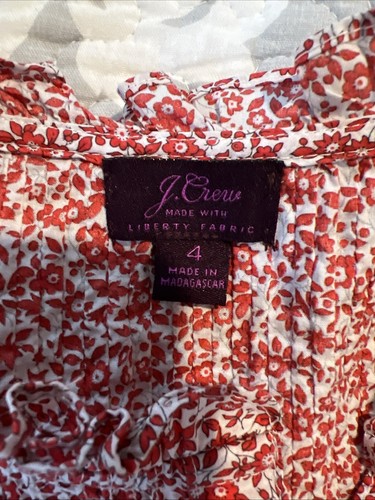 J.Crew
MADE WITH
LIBERTY FABRIC
4
MADE IN
MADAGASCAR